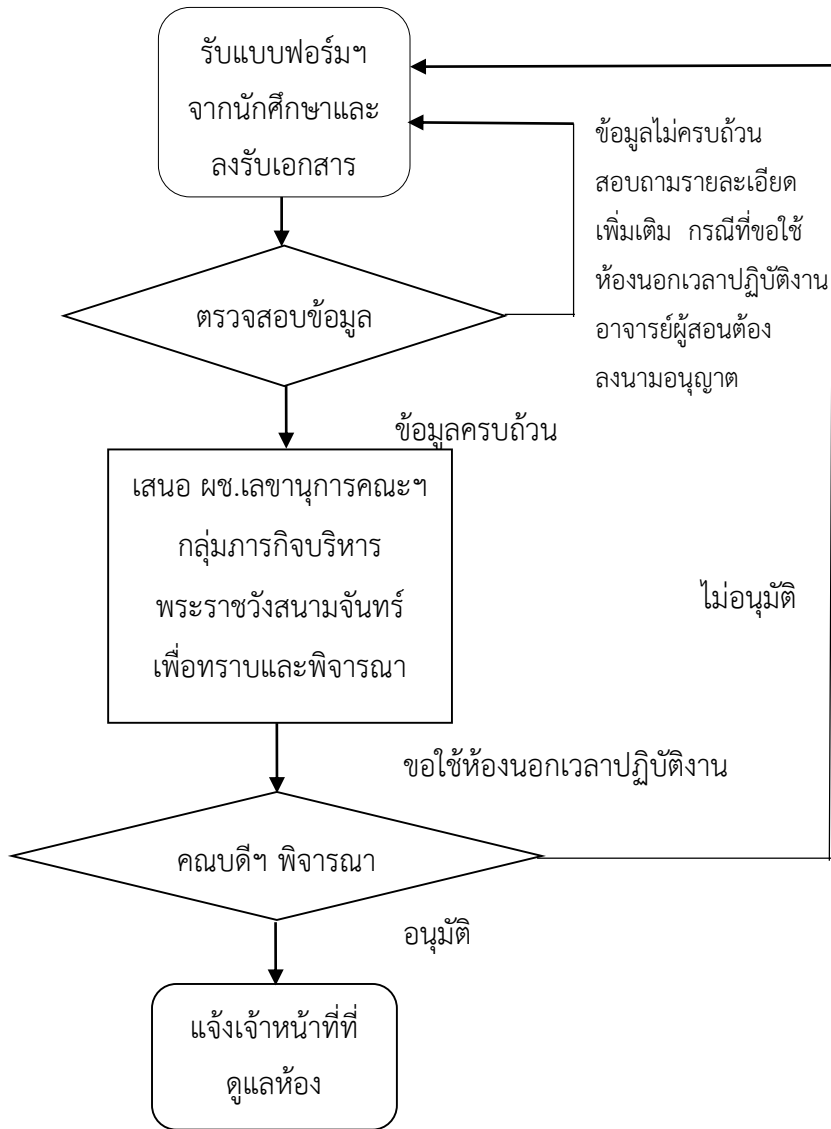 รับแบบฟอร์มฯ
จากนักศึกษาและ
ลงรับเอกสาร
ข้อมูลไม่ครบถ้วน
สอบถามรายละเอียด
เพิ่มเติม กรณีที่ขอใช้
ห้องนอกเวลาปฏิบัติงาน
อาจารย์ผู้สอนต้อง
ลงนามอนุญาต
ตรวจสอบข้อมูล
ข้อมูลครบถ้วน
เสนอ ผช.เลขานุการคณะฯ
กลุ่มภารกิจบริหาร
พระราชวังสนามจันทร์
เพื่อทราบและพิจารณา
ไม่อนุมัติ
ขอใช้ห้องนอกเวลาปฏิบัติงาน
คณบดีฯ พิจารณา
อนุมัติ
แจ้งเจ้าหน้าที่ที่
ดูแลห้อง